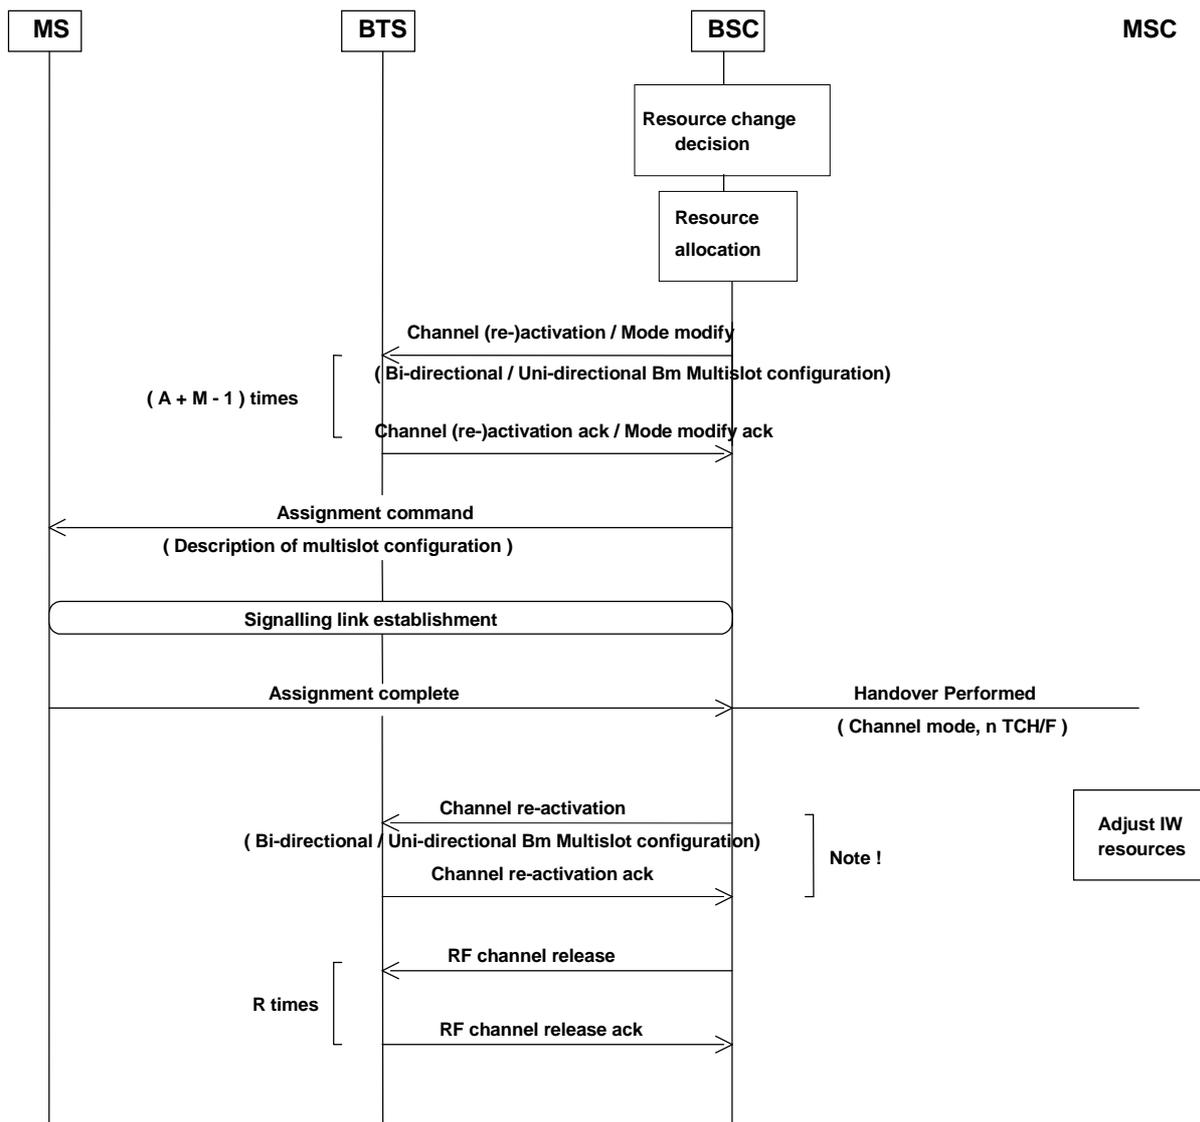 MS
BTS
BSC
MSC
Resource change
decision
Resource
allocation
Channel (re-)activation / Mode modify
( Bi-directional / Uni-directional Bm Multislot configuration)
( A + M - 1 ) times
Channel (re-)activation ack / Mode modify ack
Assignment command
( Description of multislot configuration )
Signalling link establishment
Assignment complete
Handover Performed
( Channel mode, n TCH/F )
Channel re-activation
( Bi-directional / Uni-directional Bm Multislot configuration)
Note !
Adjust IW
resources
Channel re-activation ack
RF channel release
R times
RF channel release ack